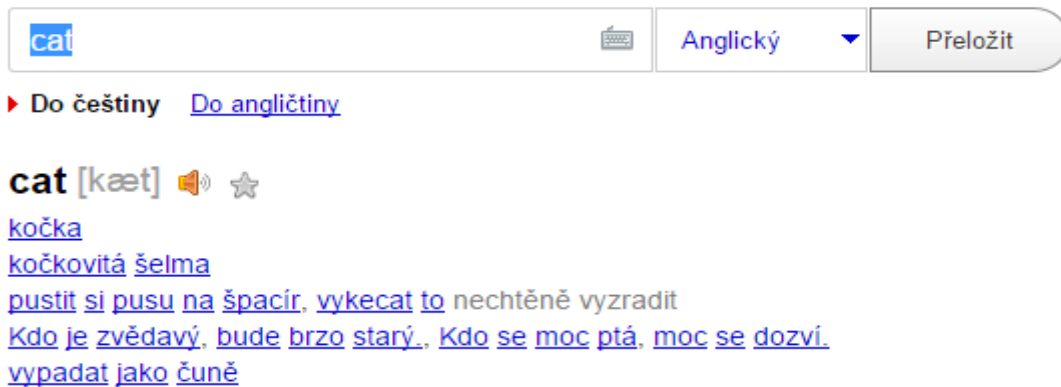 cat Anglický Přeložit
Do češtiny Do angličtiny
cat [kæt]
kočka
kočkovitá šelma
pustit si pusu na špacír, vykecat to nechtěně vyzradit
Kdo je zvědavý, bude brzo starý., Kdo se moc ptá, moc se dozví.
vypadat jako čuně